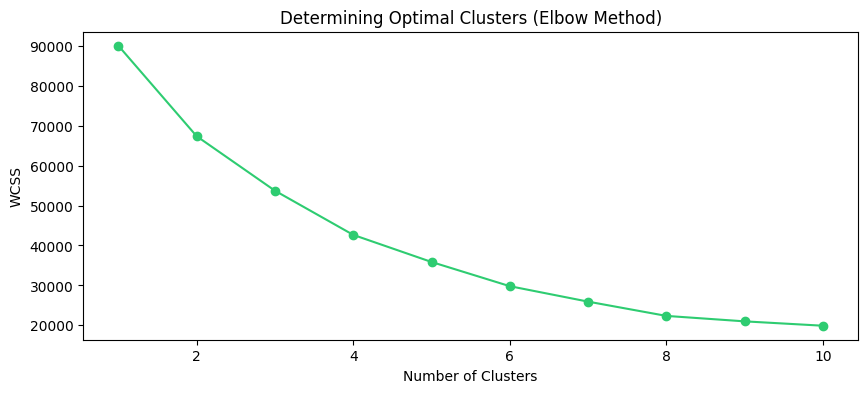 Determining Optimal Clusters (Elbow Method)
90000
80000
70000
60000
50000
40000
30000
20000
WCSS
2 4 6 8 10
Number of Clusters